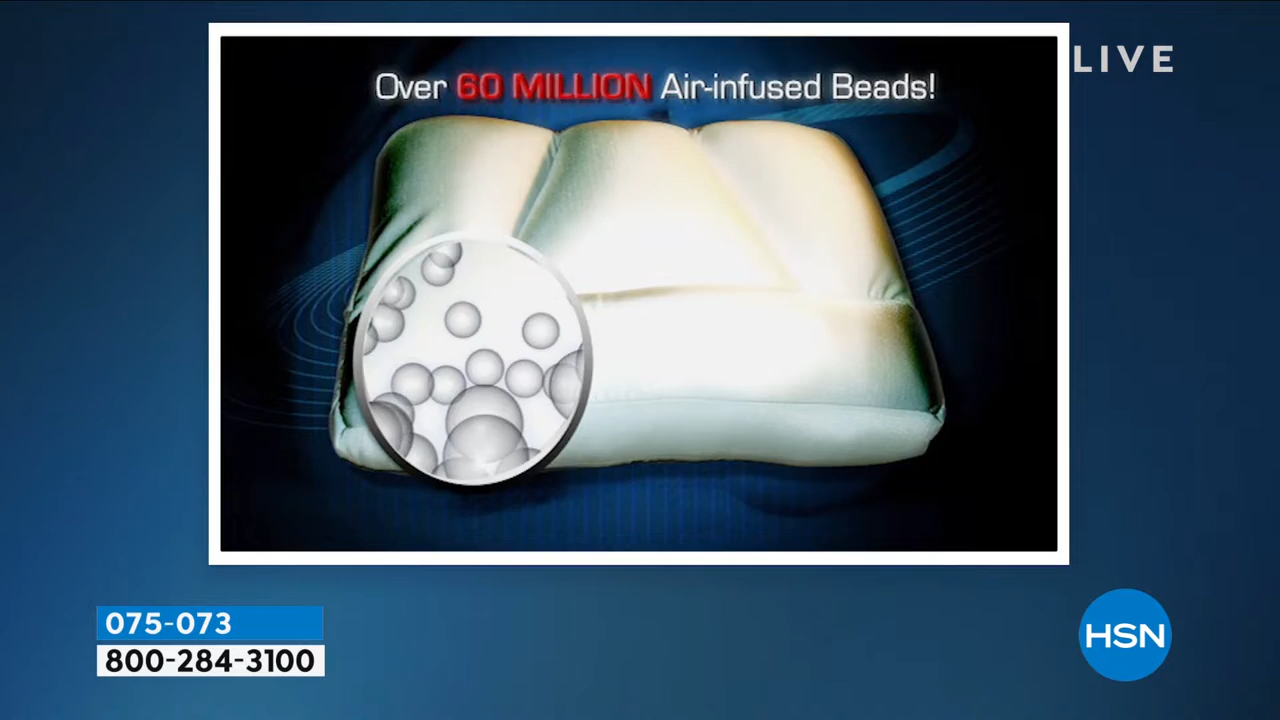 Over 60 MILLION Air-infused Beads!
LIVE
075-073
800-284-3100
HSN